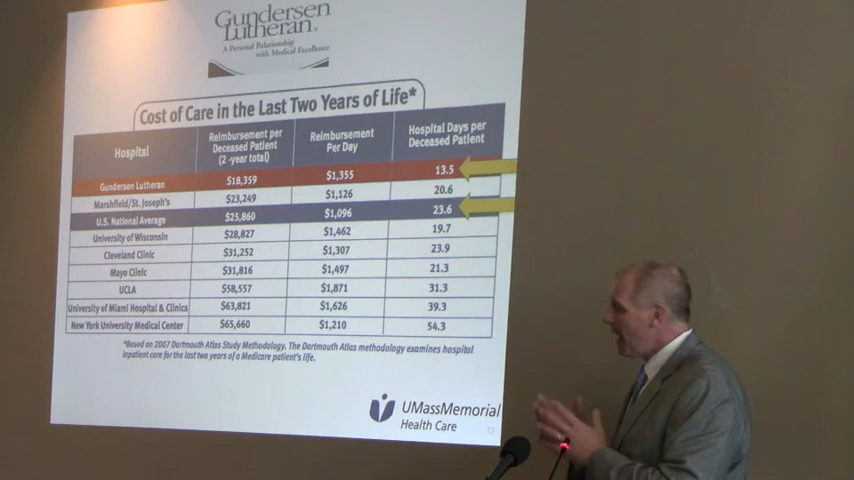 Gundersen
Lutheran®
A Personal Relationship
with Medical Excellence
Cost of Care in the Last Two Years of Life*
Hospital
Reimbursement per
Deceased Patient
(2 -year total)
Reimbursement
Per Day
Hospital Days per
Deceased Patient
Gunderson Lutheran $18,359 $1,355 13.5
Marshfield/St. Joseph's $23,249 $1,126 20.6
U.S. National Average $25,860 $1,096 23.6
University of Wisconsin $28,827 $1,462 19.7
Cleveland Clinic $31,252 $1,307 23.9
Mayo Clinic $31,816 $1,497 21.3
UCLA $58,557 $1,871 31.3
University of Miami Hospital & Clinics $63,821 $1,626 39.3
New York University Medical Center $65,660 $1,210 54.3
*Based on 2007 Dartmouth Atlas Study Methodology. The Dartmouth Atlas methodology examines hospital
inpatient care for the last two years of a Medicare patient's life.
UMassMemorial
Health Care
12